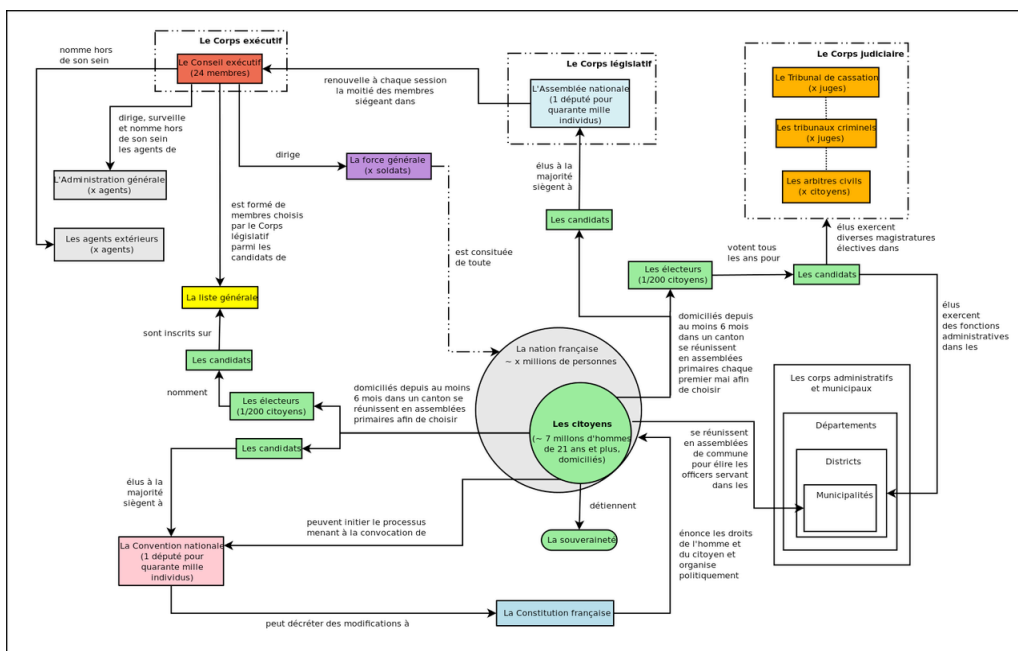 nomme hors
de son sein
Le Corps exécutif
Le Conseil exécutif
(24 membres)
renouvelle à chaque session
la moitié des membres
siégeant dans
Le Corps législatif
L'Assemblée nationale
(1 député pour
quarante mille
individus)
Le Corps judiciaire
Le Tribunal de cassation
(x juges)
Les tribunaux criminels
(x juges)
Les arbitres civils
(x citoyens)
dirige, surveille
et nomme hors
de son sein
les agents de
dirige
La force générale
(x soldats)
L'Administration générale
(x agents)
Les agents extérieurs
(x agents)
est formé de
membres choisis
par le Corps
législatif
parmi les
candidats de
élus à la
majorité
siègent à
Les candidats
est consituée
de toute
élus exercent
diverses magistratures
électives dans
votent tous
les ans pour
Les électeurs
(1/200 citoyens)
Les candidats
La liste générale
sont inscrits sur
Les candidats
nomment
Les électeurs
(1/200 citoyens)
Les candidats
domiciliés depuis au moins
6 mois dans un canton se
réunissent en assemblées
primaires afin de choisir
La nation française
~ x millions de personnes
Les citoyens
(~ 7 millons d'hommes
de 21 ans et plus,
domiciliés)
domiciliés depuis
au moins 6 mois
dans un canton
se réunissent
en assemblées
primaires chaque
premier mai afin
de choisir
élus
exercent
des fonctions
administratives
dans les
Les corps administratifs
et municipaux
Départements
Districts
Municipalités
se réunissent
en assemblées
de commune
pour élire les
officers servant
dans les
élus à la
majorité
siègent à
peuvent initier le processus
menant à la convocation de
détiennent
La souveraineté
La Convention nationale
(1 député pour
quarante mille
individus)
énonce les droits
de l'homme et
du citoyen et
organise
politiquement
La Constitution française
peut décréter des modifications à